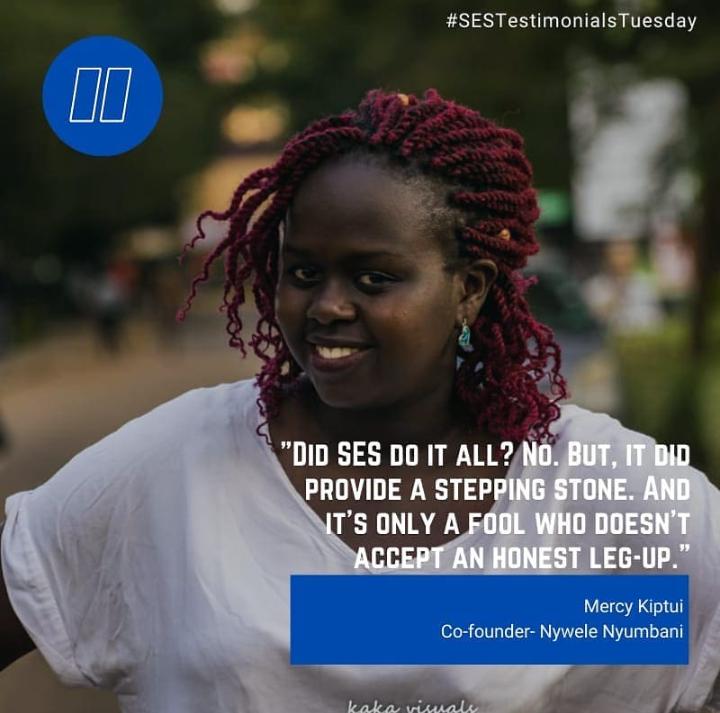 #SESTestimonialsTuesday
"Did SES do it all? No. But, it did
provide a stepping stone. And
it's only a fool who doesn't
accept an honest leg-up."
Mercy Kiptui
Co-founder- Nywele Nyumbani
kaka visuals